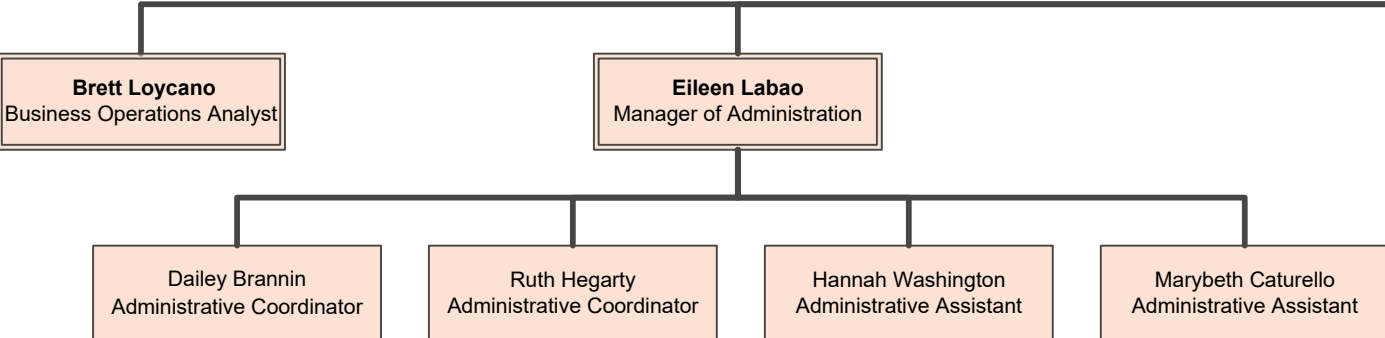 Brett Loycano
Business Operations Analyst
Eileen Labao
Manager of Administration
Dailey Brannin
Administrative Coordinator
Ruth Hegarty
Administrative Coordinator
Hannah Washington
Administrative Assistant
Marybeth Caturello
Administrative Assistant